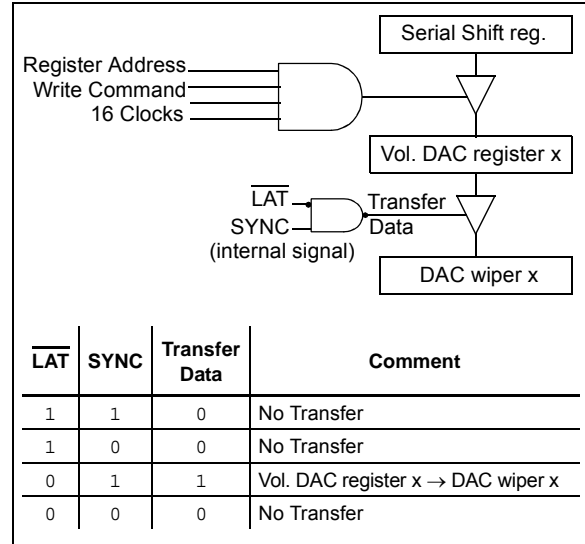 Serial Shift reg.
Register Address
Write Command
16 Clocks
Vol. DAC register x
LAT
Transfer
Data
SYNC
(internal signal)
DAC wiper x
LAT SYNC Transfer Data Comment
1 1 0 No Transfer
1 0 0 No Transfer
0 1 1 Vol. DAC register x → DAC wiper x
0 0 0 No Transfer